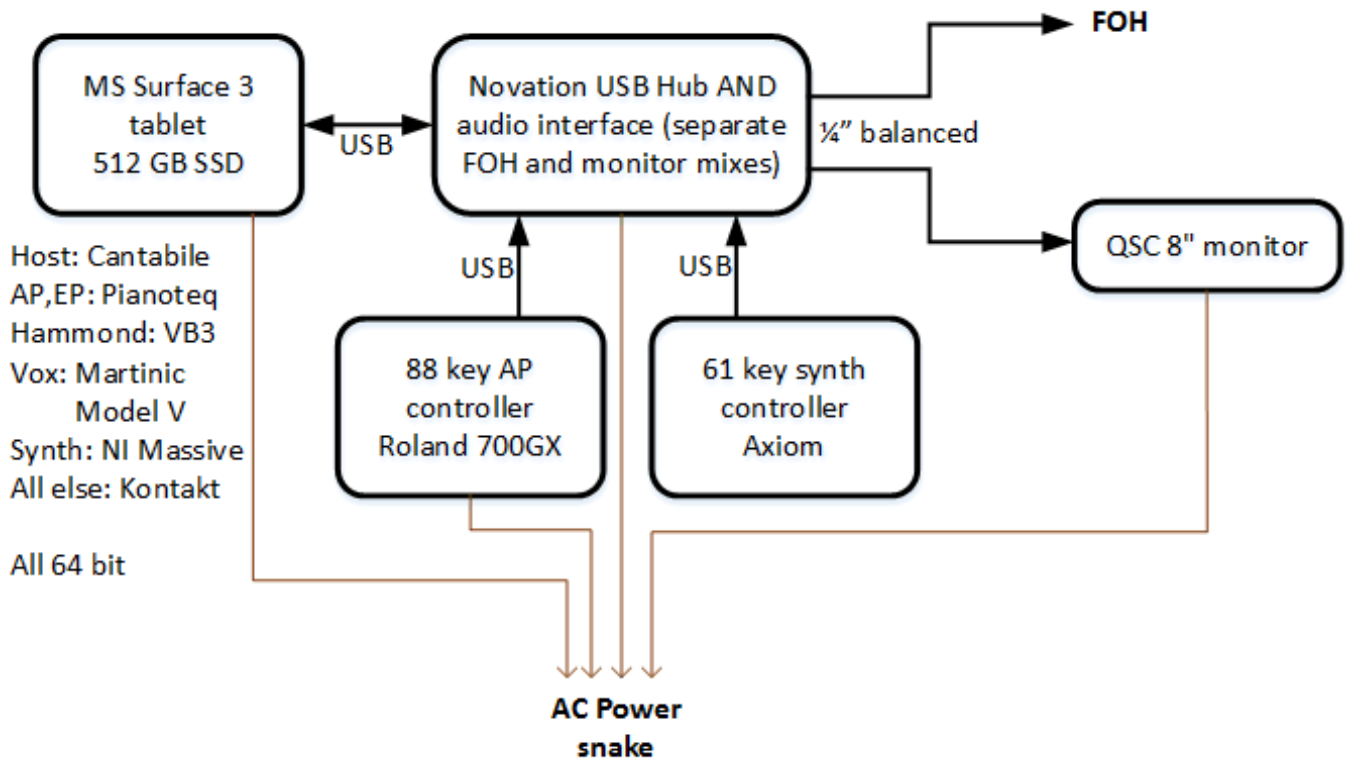 FOH
MS Surface 3
tablet
512 GB SSD
USB
Novation USB Hub AND
audio interface (separate
FOH and monitor mixes)
¼” balanced
QSC 8" monitor
Host: Cantabile
AP,EP: Pianoteq
Hammond: VB3
Vox: Martinic
Model V
Synth: NI Massive
All else: Kontakt
All 64 bit
USB
USB
88 key AP
controller
Roland 700GX
61 key synth
controller
Axiom
AC Power
snake